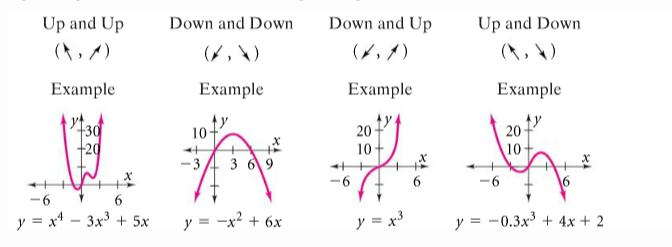 Up and Up Down and Down Down and Up Up and Down
(↖, ↗) (↙, ↘) (↙, ↗) (↖, ↘)
Example Example Example Example
y 30 20 x −6 6
y 10 x −3 3 6 9
y 20 10 x −6 6
y 20 10 x −6 6
y = x⁴ − 3x³ + 5x y = −x² + 6x y = x³ y = −0.3x³ + 4x + 2